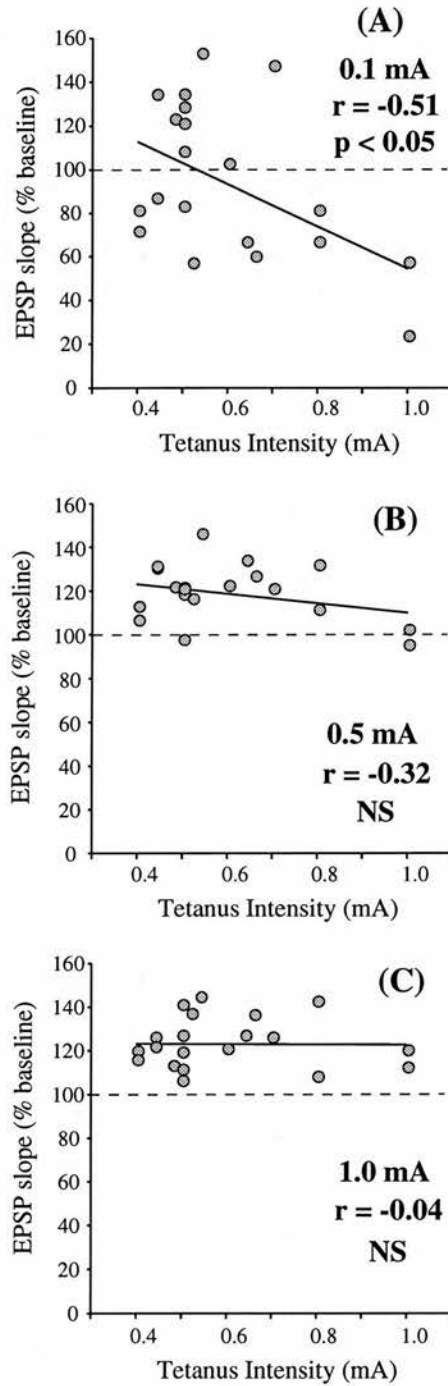 (A)
0.1 mA
r = -0.51
p < 0.05
EPSP slope (% baseline)
160
140
120
100
80
60
40
20
0
0.4 0.6 0.8 1.0
Tetanus Intensity (mA)
(B)
0.5 mA
r = -0.32
NS
EPSP slope (% baseline)
160
140
120
100
80
60
40
20
0
0.4 0.6 0.8 1.0
Tetanus Intensity (mA)
(C)
1.0 mA
r = -0.04
NS
EPSP slope (% baseline)
160
140
120
100
80
60
40
20
0
0.4 0.6 0.8 1.0
Tetanus Intensity (mA)